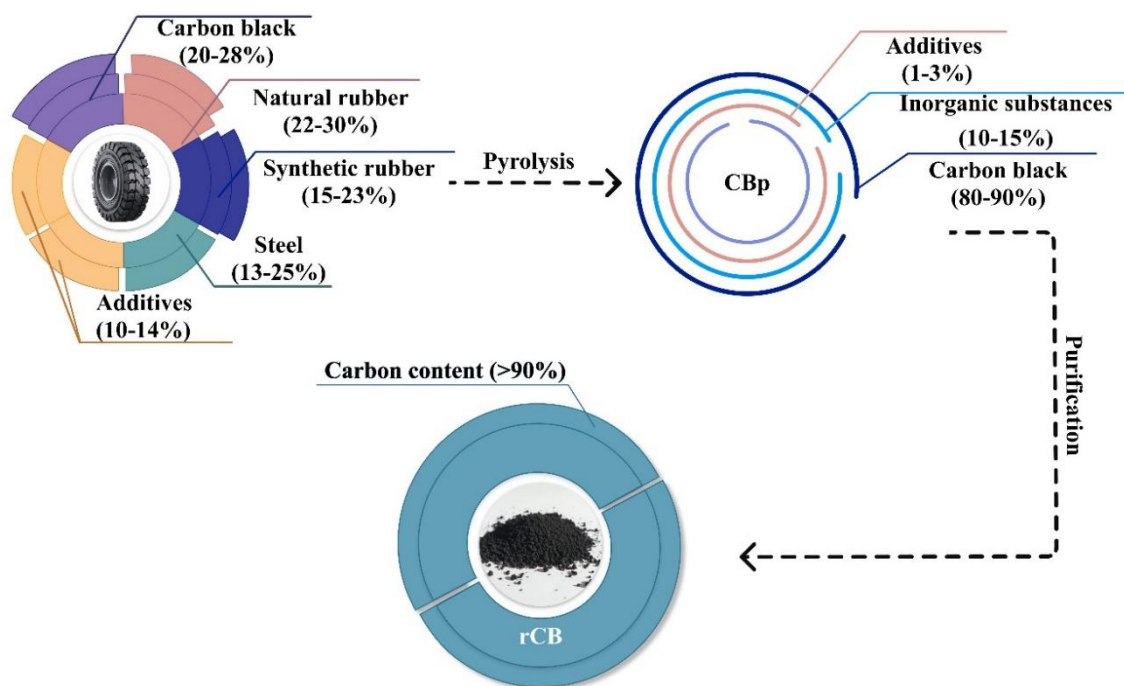 Carbon black
(20-28%)
Natural rubber
(22-30%)
Synthetic rubber
(15-23%)
Steel
(13-25%)
Additives
(10-14%)
Pyrolysis
CBp
Additives
(1-3%)
Inorganic substances
(10-15%)
Carbon black
(80-90%)
Purification
Carbon content (>90%)
rCB